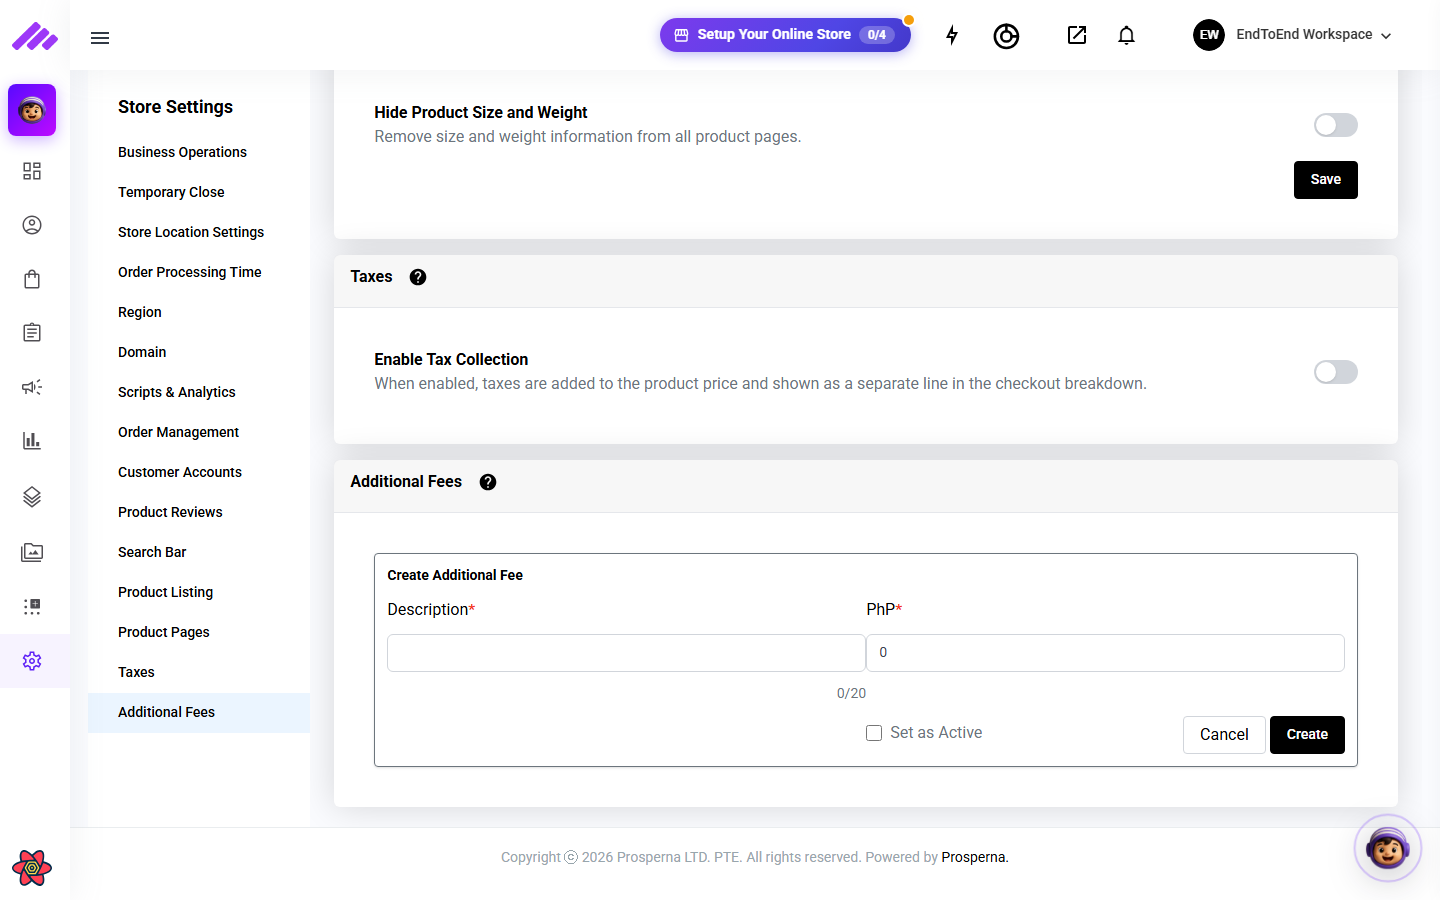 Setup Your Online Store 0/4
EW EndToEnd Workspace
Store Settings
Business Operations
Temporary Close
Store Location Settings
Order Processing Time
Region
Domain
Scripts & Analytics
Order Management
Customer Accounts
Product Reviews
Search Bar
Product Listing
Product Pages
Taxes
Additional Fees
Hide Product Size and Weight
Remove size and weight information from all product pages.
Save
Taxes ?
Enable Tax Collection
When enabled, taxes are added to the product price and shown as a separate line in the checkout breakdown.
Additional Fees ?
Create Additional Fee
Description* PhP*
0
0/20
Set as Active Cancel Create
Copyright © 2026 Prosperna LTD. PTE. All rights reserved. Powered by Prosperna.